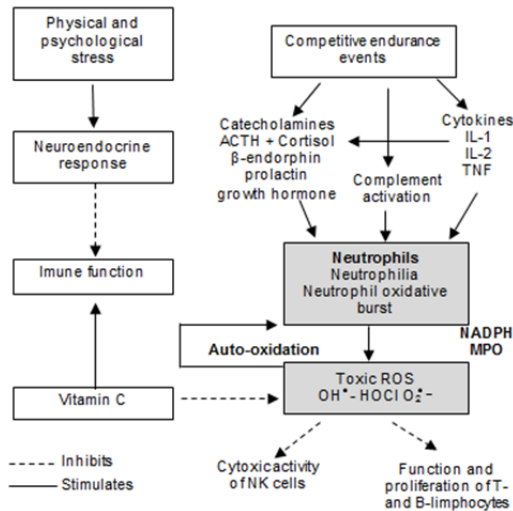 Physical and
psychological
stress
Neuroendocrine
response
Imune function
Vitamin C
Inhibits
Stimulates
Competitive endurance
events
Catecholamines
ACTH + Cortisol
β-endorphin
prolactin
growth hormone
Complement
activation
Cytokines
IL-1
IL-2
TNF
Neutrophils
Neutrophilia
Neutrophil oxidative
burst
NADPH
MPO
Auto-oxidation
Toxic ROS
OH•- HOCl O₂•−
Cytoxicactivity
of NK cells
Function and
proliferation of T-
and B-limphocytes